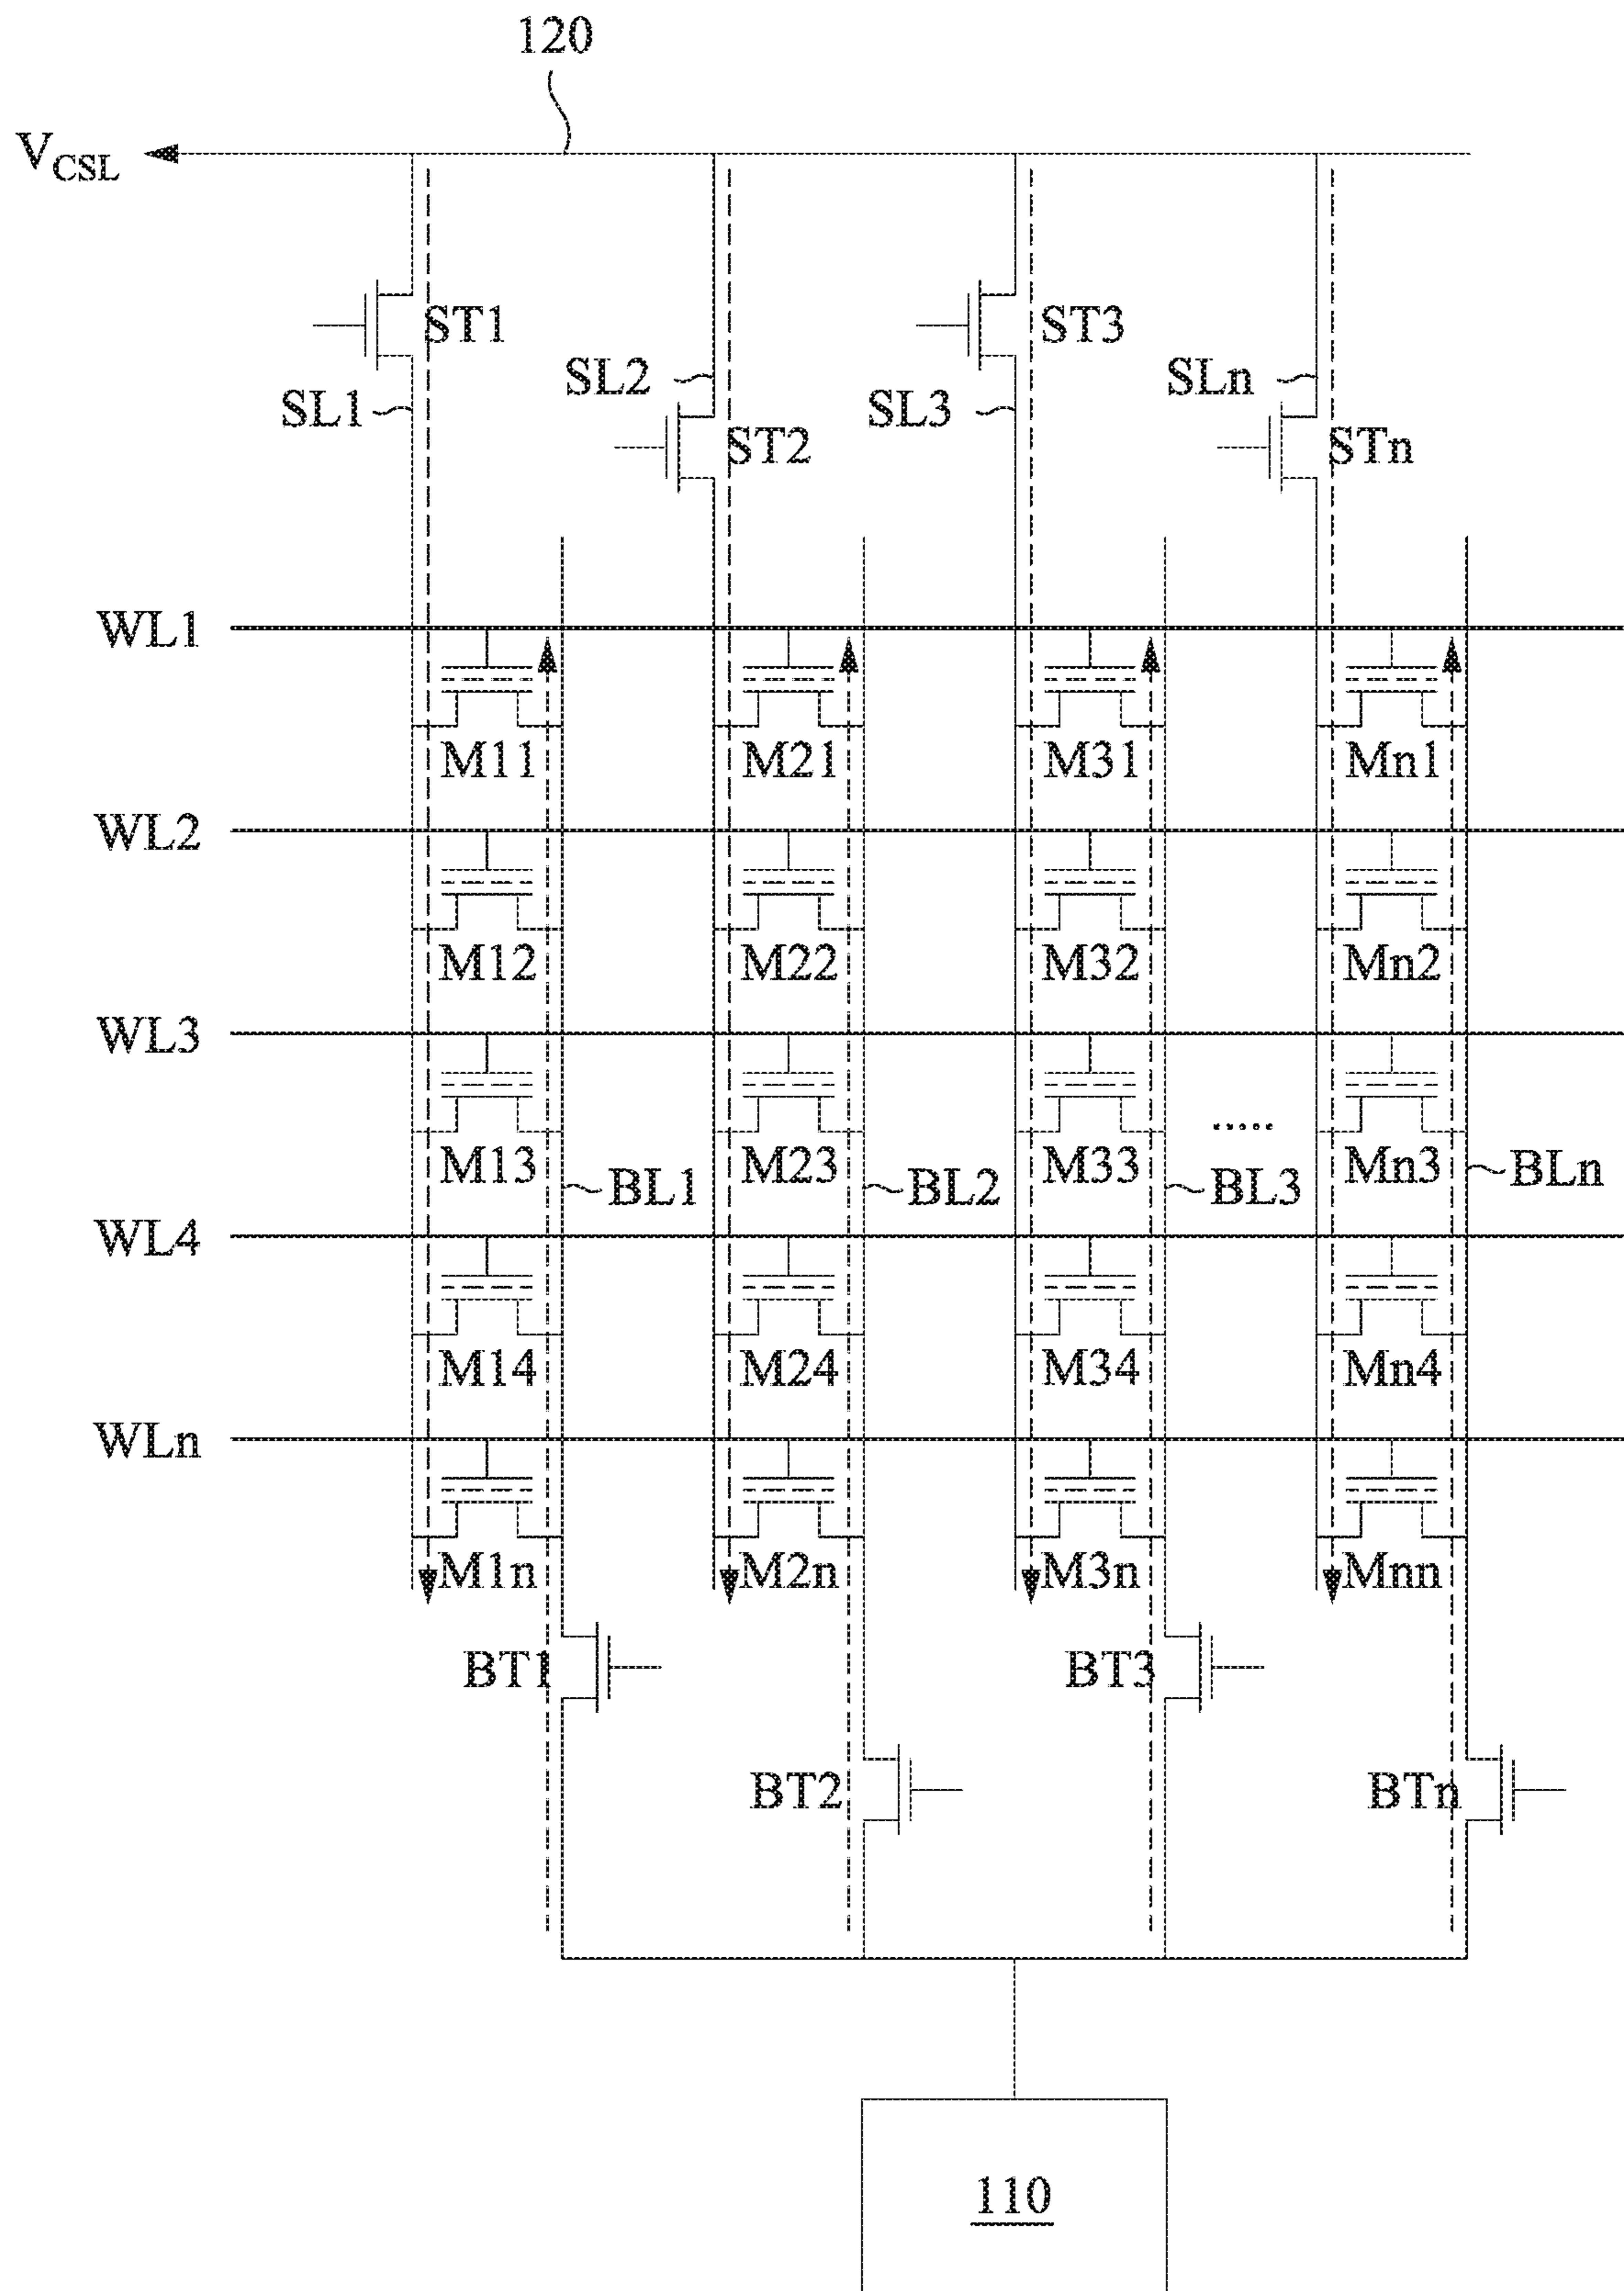 120
VCSL
ST1
ST3
SL2
SLn
SL1
SL3
ST2
STn
WL1
M11
M21
M31
Mn1
WL2
M12
M22
M32
Mn2
WL3
.....
M13
M23
M33
Mn3
BL1
BL2
BL3
BLn
WL4
M14
M24
M34
Mn4
WLn
M1n
M2n
M3n
Mnn
BT1
BT3
BT2
BTn
110